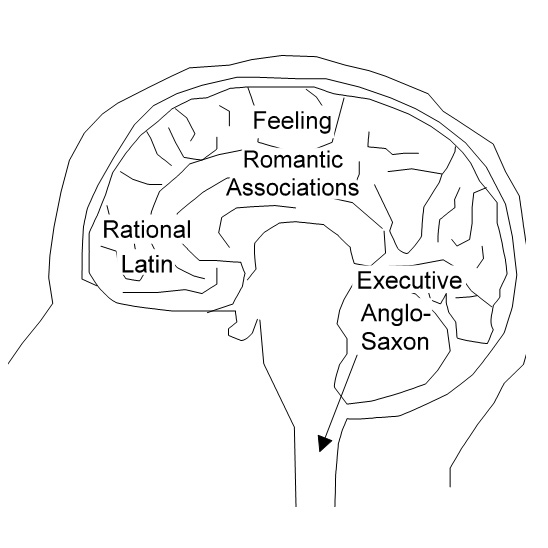 Feeling
Romantic
Associations
Rational
Latin
Executive
Anglo-
Saxon